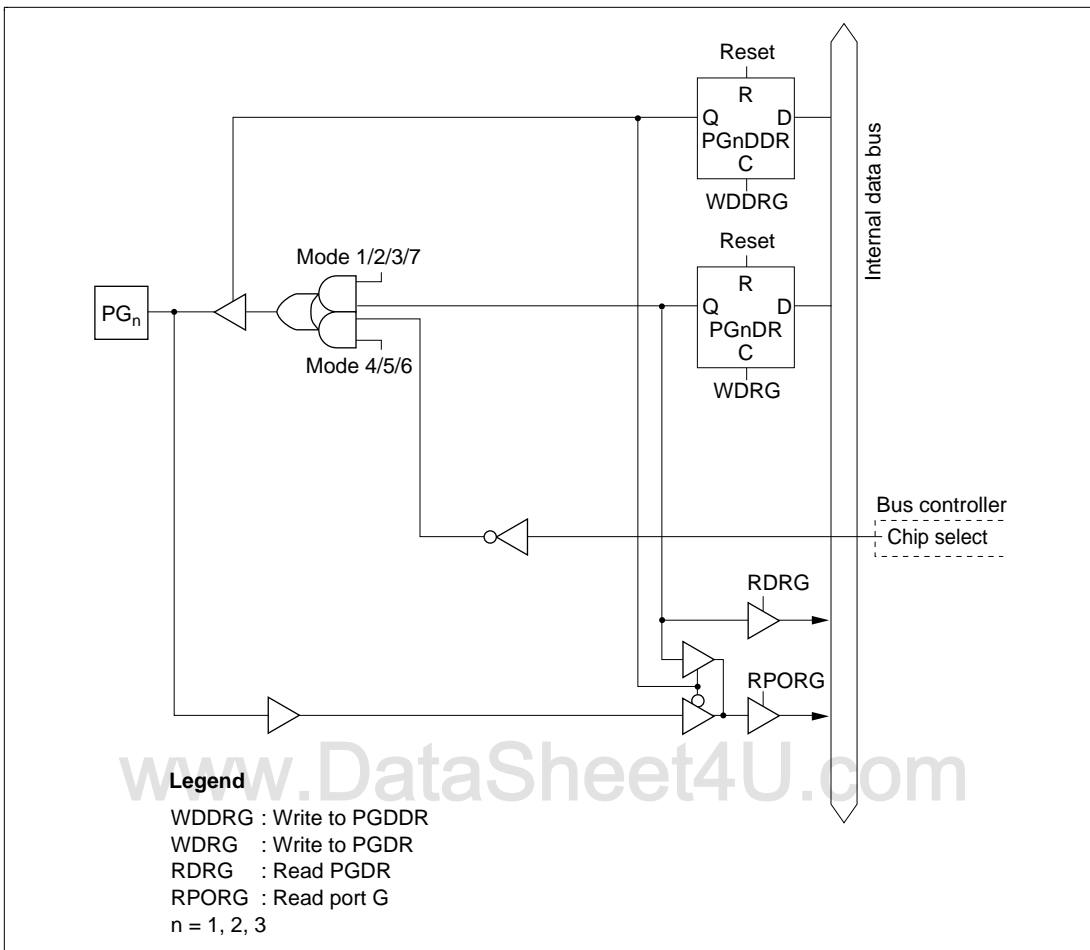 Reset
R
Q D
PGnDDR
C
WDDRG
Internal data bus
Reset
R
Q D
PGnDR
C
WDRG
Mode 1/2/3/7
PGn
Mode 4/5/6
Bus controller
Chip select
RDRG
RPORG
www.DataSheet4U.com
Legend
WDDRG : Write to PGDDR
WDRG : Write to PGDR
RDRG : Read PGDR
RPORG : Read port G
n = 1, 2, 3